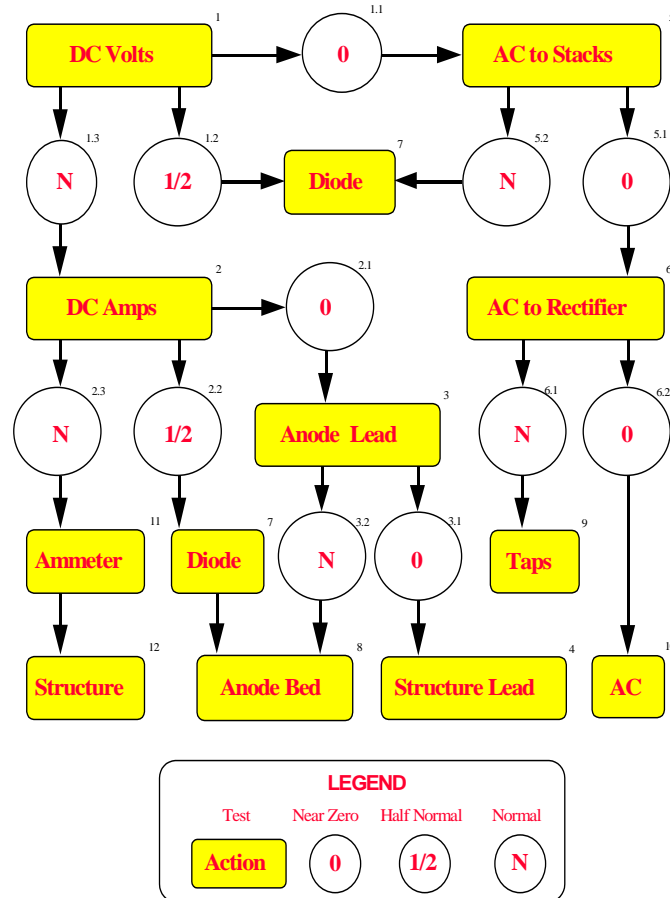 1
1.1
DC Volts
0
AC to Stacks
1.3
1.2
7
5.2
5.1
N
1/2
Diode
N
0
2
2.1
6
DC Amps
0
AC to Rectifier
2.3
2.2
3
6.1
6.2
N
1/2
Anode Lead
N
0
11
7
3.2
3.1
9
Ammeter
Diode
N
0
Taps
12
8
4
Structure
Anode Bed
Structure Lead
AC
LEGEND
Test
Near Zero
Half Normal
Normal
Action
0
1/2
N